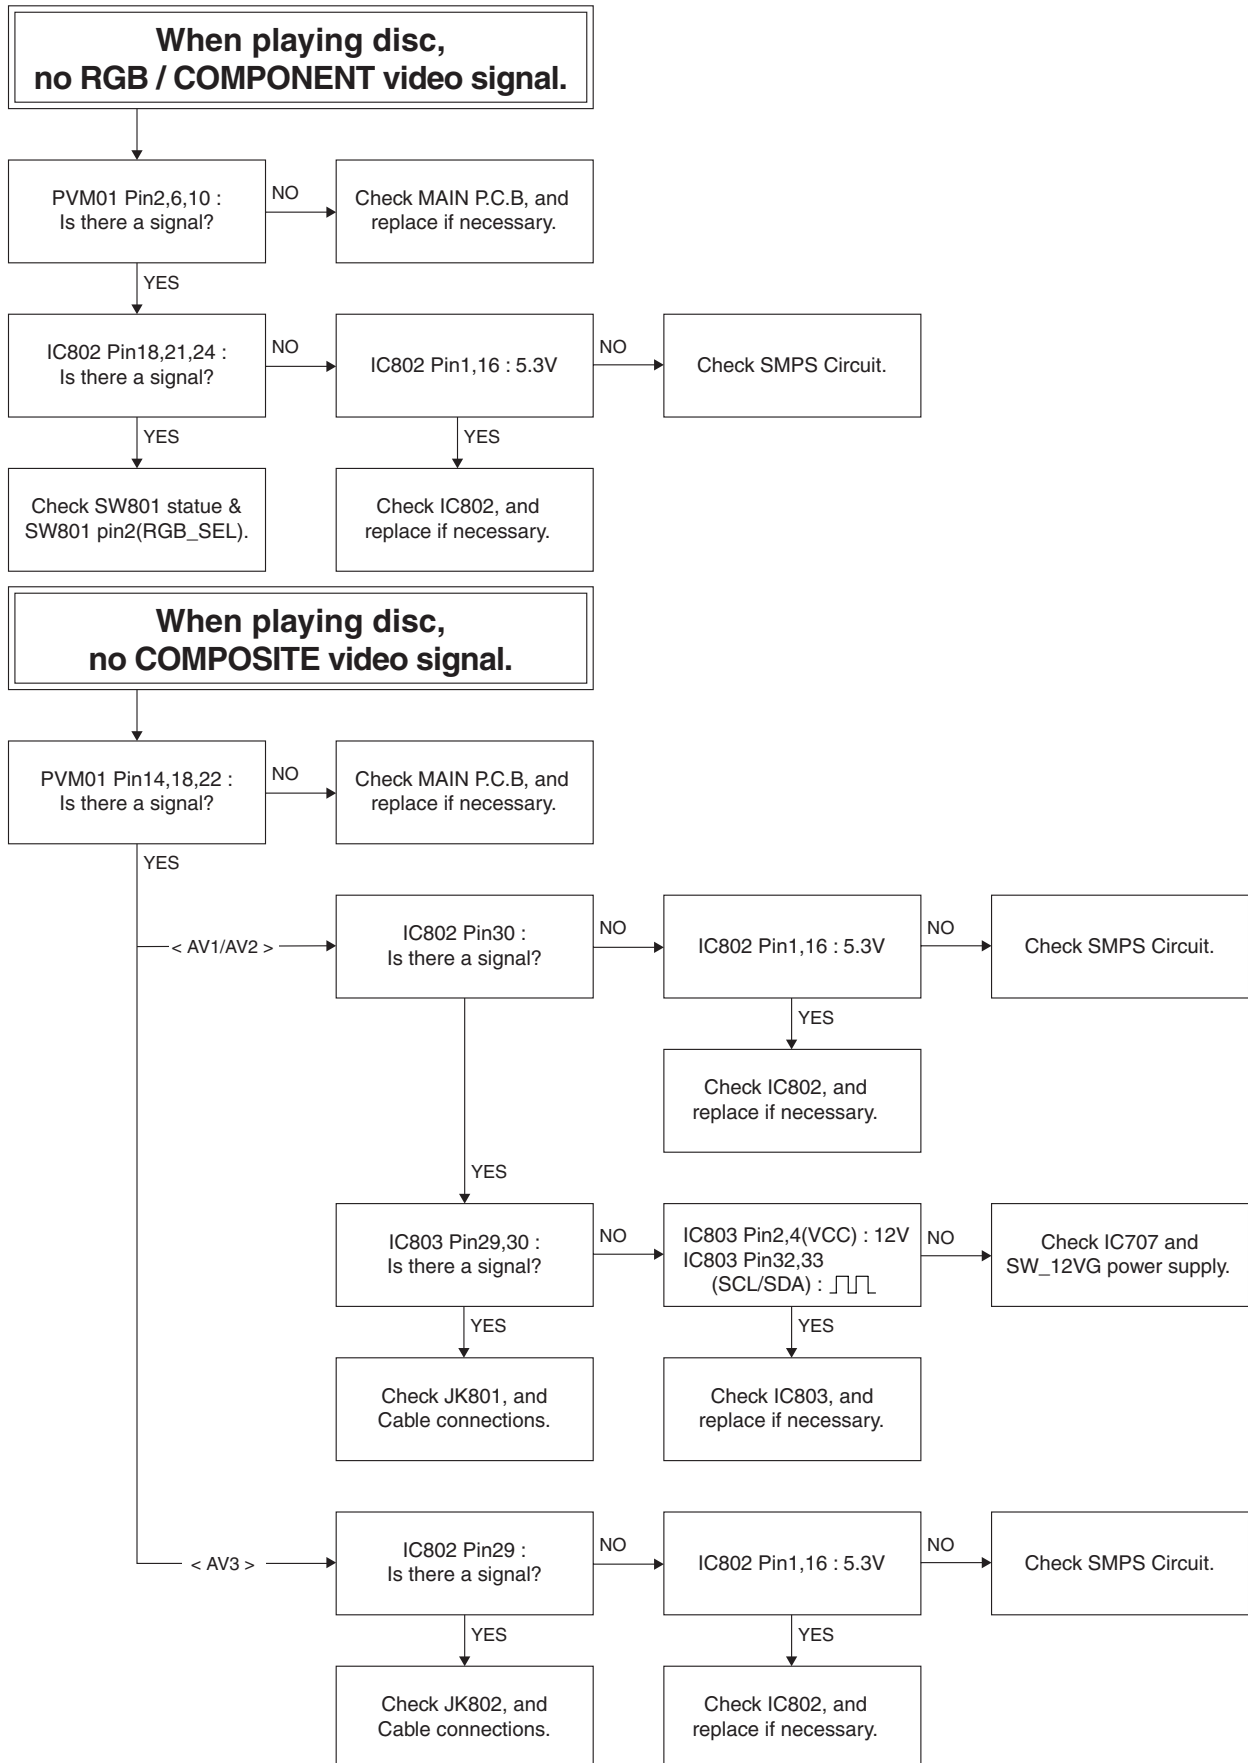 When playing disc,
no RGB / COMPONENT video signal.
PVM01 Pin2,6,10 :
Is there a signal?
NO
Check MAIN P.C.B, and
replace if necessary.
YES
IC802 Pin18,21,24 :
Is there a signal?
NO
IC802 Pin1,16 : 5.3V
NO
Check SMPS Circuit.
YES
YES
Check SW801 statue &
SW801 pin2(RGB_SEL).
Check IC802, and
replace if necessary.
When playing disc,
no COMPOSITE video signal.
PVM01 Pin14,18,22 :
Is there a signal?
NO
Check MAIN P.C.B, and
replace if necessary.
YES
< AV1/AV2 >
IC802 Pin30 :
Is there a signal?
NO
IC802 Pin1,16 : 5.3V
NO
Check SMPS Circuit.
YES
Check IC802, and
replace if necessary.
YES
IC803 Pin29,30 :
Is there a signal?
NO
IC803 Pin2,4(VCC) : 12V
IC803 Pin32,33
(SCL/SDA) :
NO
Check IC707 and
SW_12VG power supply.
YES
YES
Check JK801, and
Cable connections.
Check IC803, and
replace if necessary.
< AV3 >
IC802 Pin29 :
Is there a signal?
NO
IC802 Pin1,16 : 5.3V
NO
Check SMPS Circuit.
YES
YES
Check JK802, and
Cable connections.
Check IC802, and
replace if necessary.